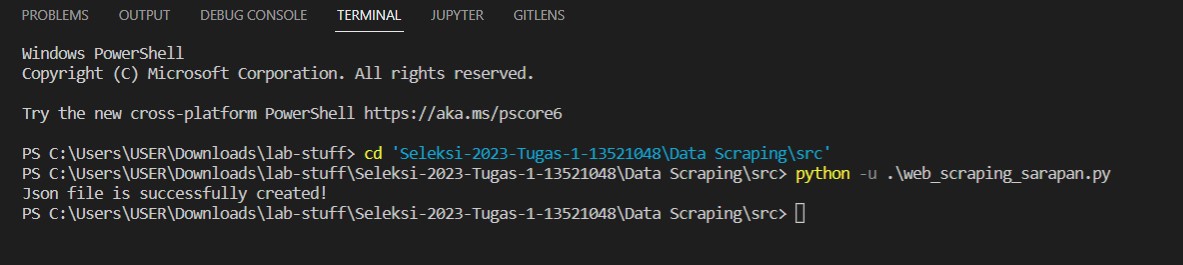 PROBLEMS OUTPUT DEBUG CONSOLE TERMINAL JUPYTER GITLENS
Windows PowerShell
Copyright (C) Microsoft Corporation. All rights reserved.
Try the new cross-platform PowerShell https://aka.ms/pscore6
PS C:\Users\USER\Downloads\lab-stuff> cd 'Seleksi-2023-Tugas-1-13521048\Data Scraping\src'
PS C:\Users\USER\Downloads\lab-stuff\Seleksi-2023-Tugas-1-13521048\Data Scraping\src> python -u .\web_scraping_sarapan.py
Json file is successfully created!
PS C:\Users\USER\Downloads\lab-stuff\Seleksi-2023-Tugas-1-13521048\Data Scraping\src>